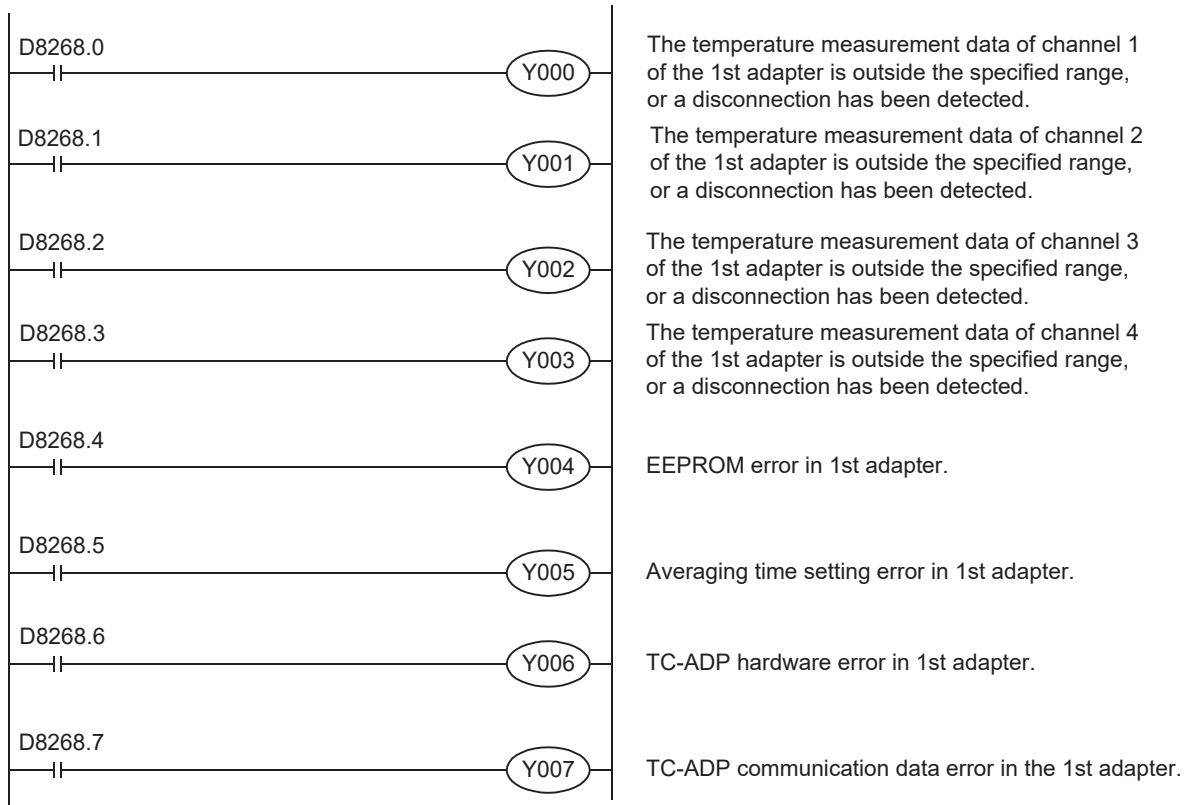 D8268.0
Y000
The temperature measurement data of channel 1
of the 1st adapter is outside the specified range,
or a disconnection has been detected.
D8268.1
Y001
The temperature measurement data of channel 2
of the 1st adapter is outside the specified range,
or a disconnection has been detected.
D8268.2
Y002
The temperature measurement data of channel 3
of the 1st adapter is outside the specified range,
or a disconnection has been detected.
D8268.3
Y003
The temperature measurement data of channel 4
of the 1st adapter is outside the specified range,
or a disconnection has been detected.
D8268.4
Y004
EEPROM error in 1st adapter.
D8268.5
Y005
Averaging time setting error in 1st adapter.
D8268.6
Y006
TC-ADP hardware error in 1st adapter.
D8268.7
Y007
TC-ADP communication data error in the 1st adapter.